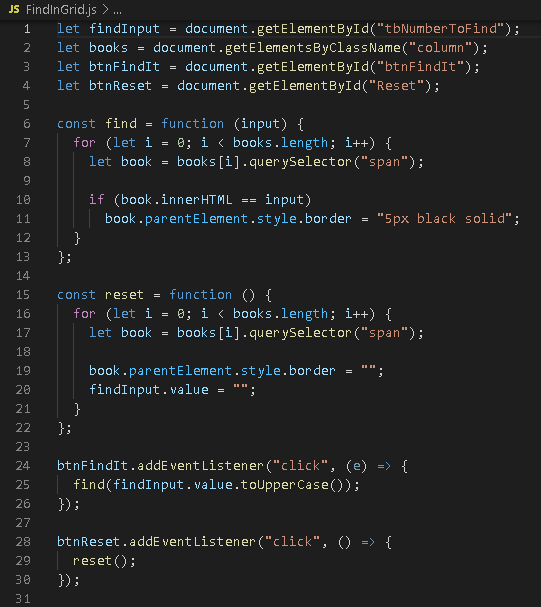 JS FindInGrid.js > ...
1 let findInput = document.getElementById("tbNumberToFind");
2 let books = document.getElementsByClassName("column");
3 let btnFindIt = document.getElementById("btnFindIt");
4 let btnReset = document.getElementById("Reset");
5
6 const find = function (input) {
7   for (let i = 0; i < books.length; i++) {
8     let book = books[i].querySelector("span");
9
10     if (book.innerHTML == input)
11       book.parentElement.style.border = "5px black solid";
12   }
13 };
14
15 const reset = function () {
16   for (let i = 0; i < books.length; i++) {
17     let book = books[i].querySelector("span");
18
19     book.parentElement.style.border = "";
20     findInput.value = "";
21   }
22 };
23
24 btnFindIt.addEventListener("click", (e) => {
25   find(findInput.value.toUpperCase());
26 });
27
28 btnReset.addEventListener("click", () => {
29   reset();
30 });
31